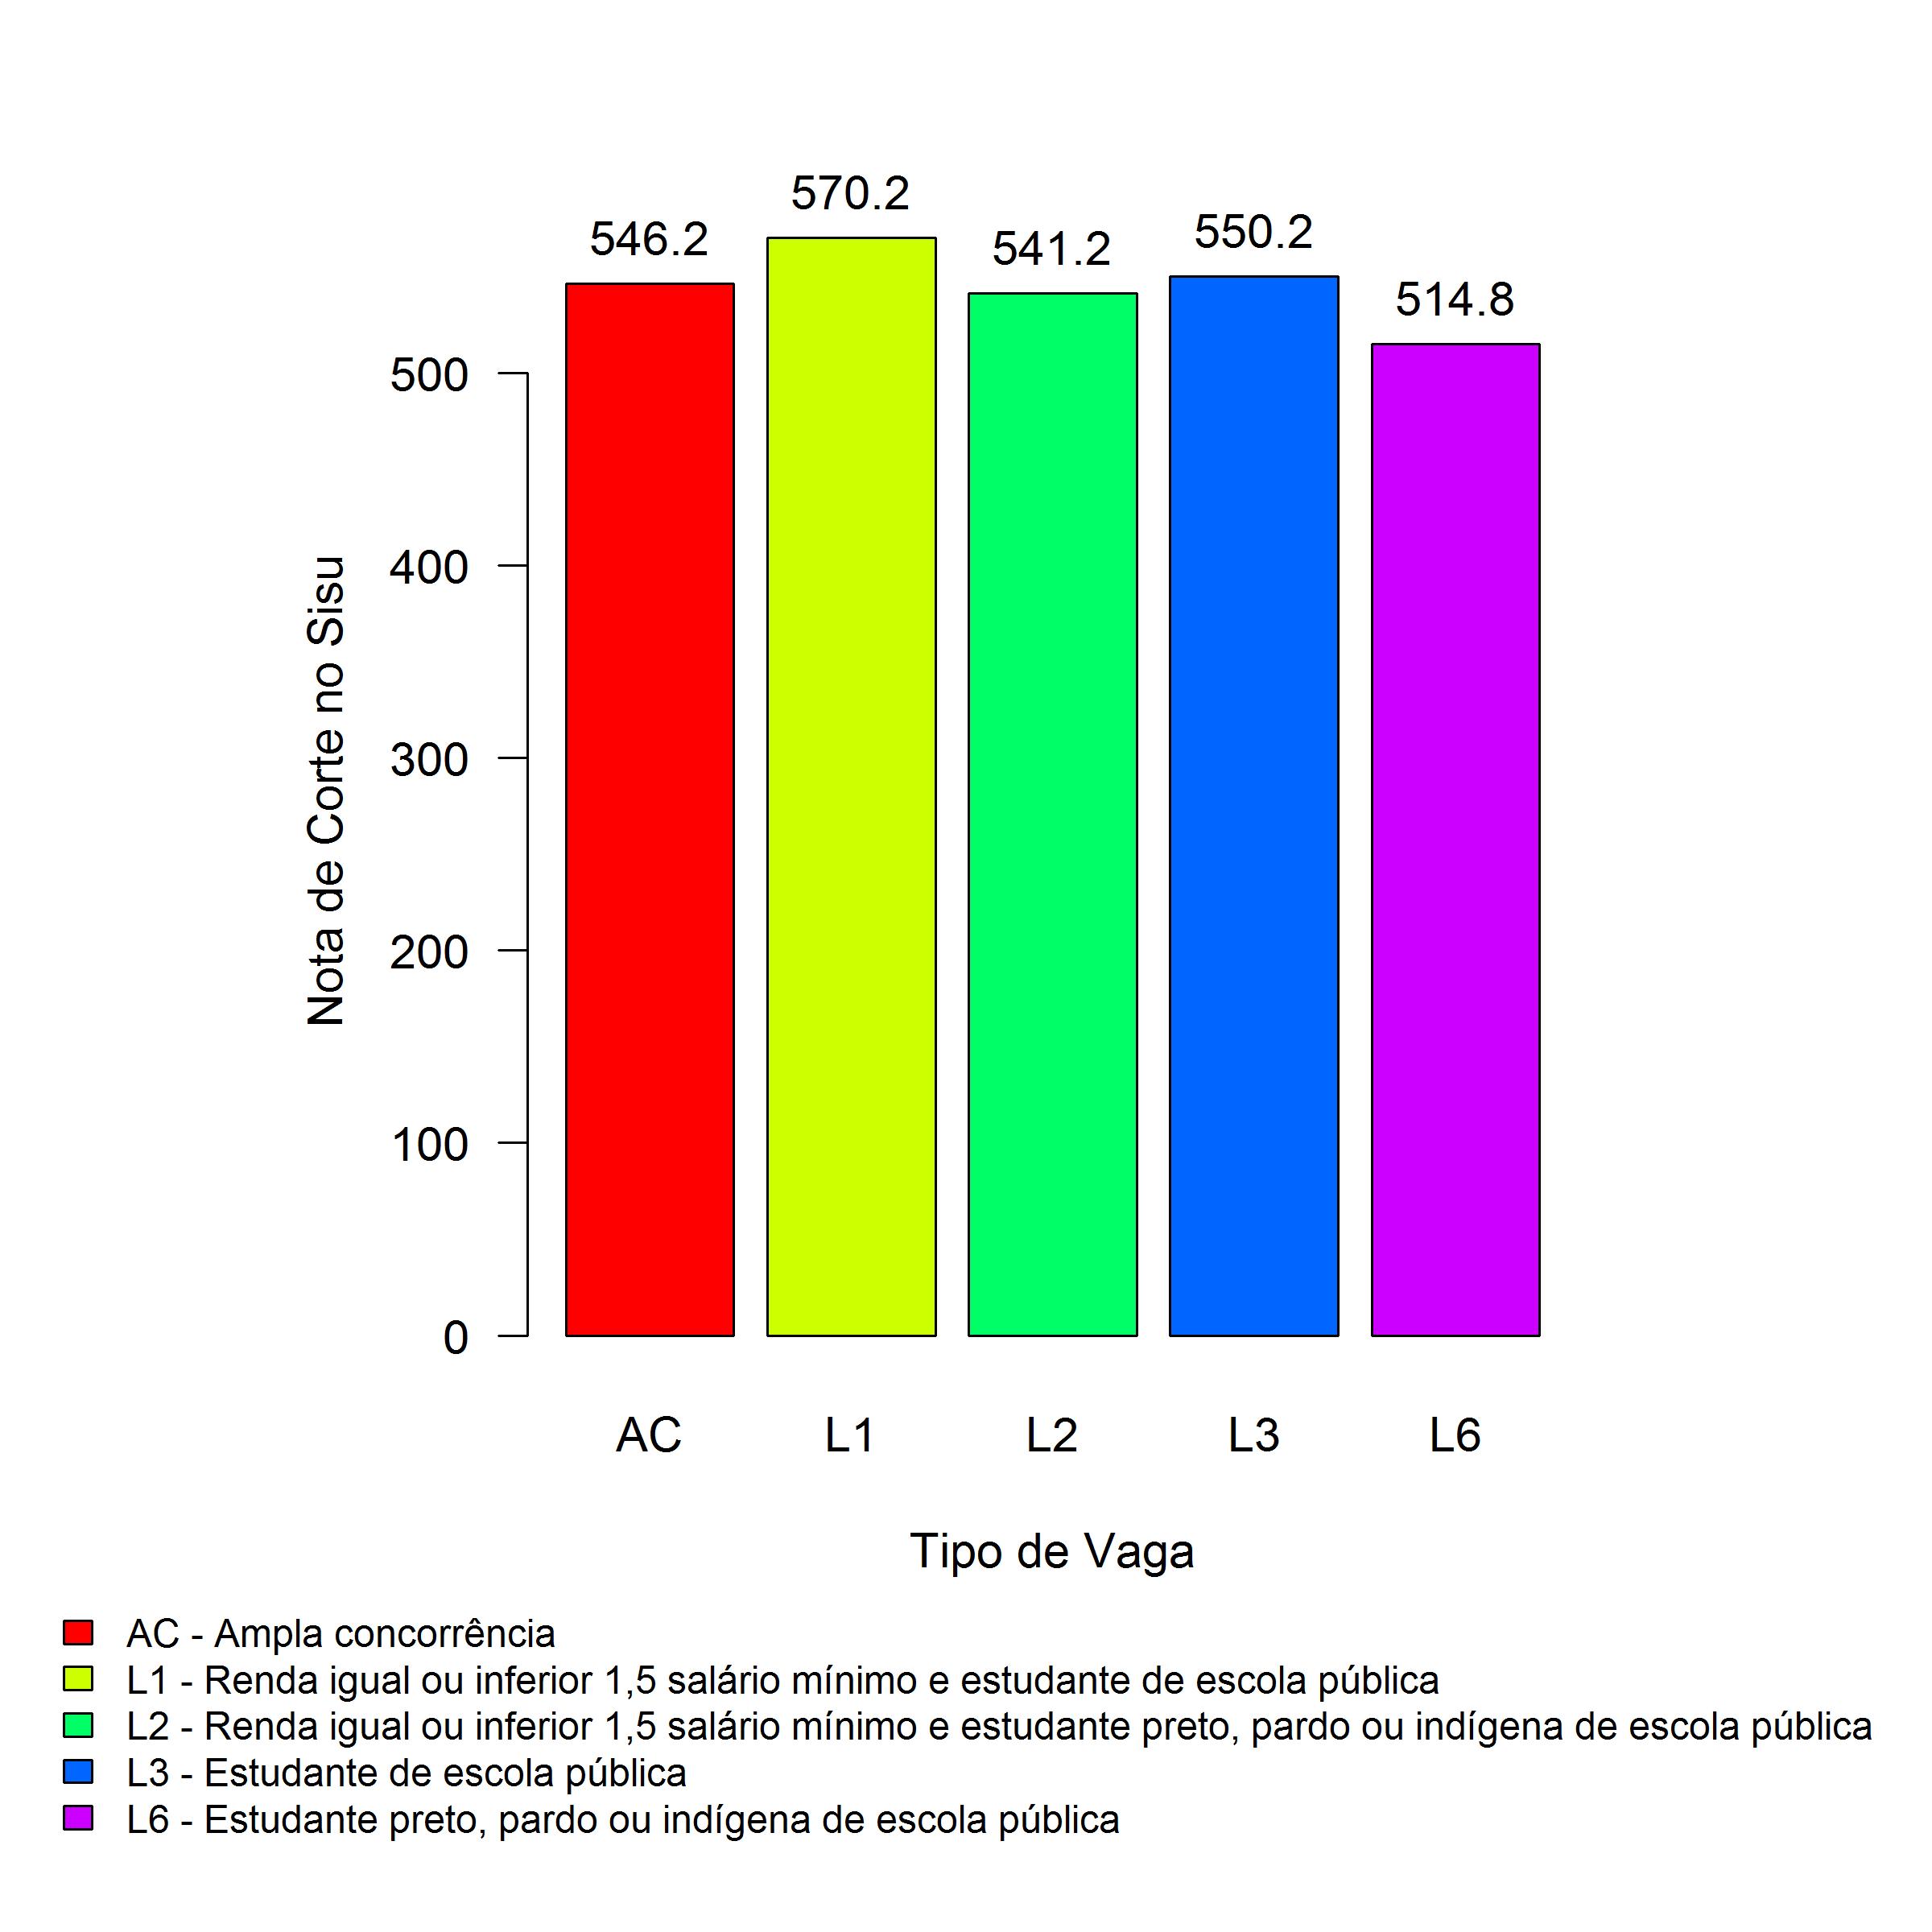 570.2
546.2
541.2
550.2
514.8
500
400
300
200
100
0
Nota de Corte no Sisu
AC L1 L2 L3 L6
Tipo de Vaga
AC - Ampla concorrência
L1 - Renda igual ou inferior 1,5 salário mínimo e estudante de escola pública
L2 - Renda igual ou inferior 1,5 salário mínimo e estudante preto, pardo ou indígena de escola pública
L3 - Estudante de escola pública
L6 - Estudante preto, pardo ou indígena de escola pública